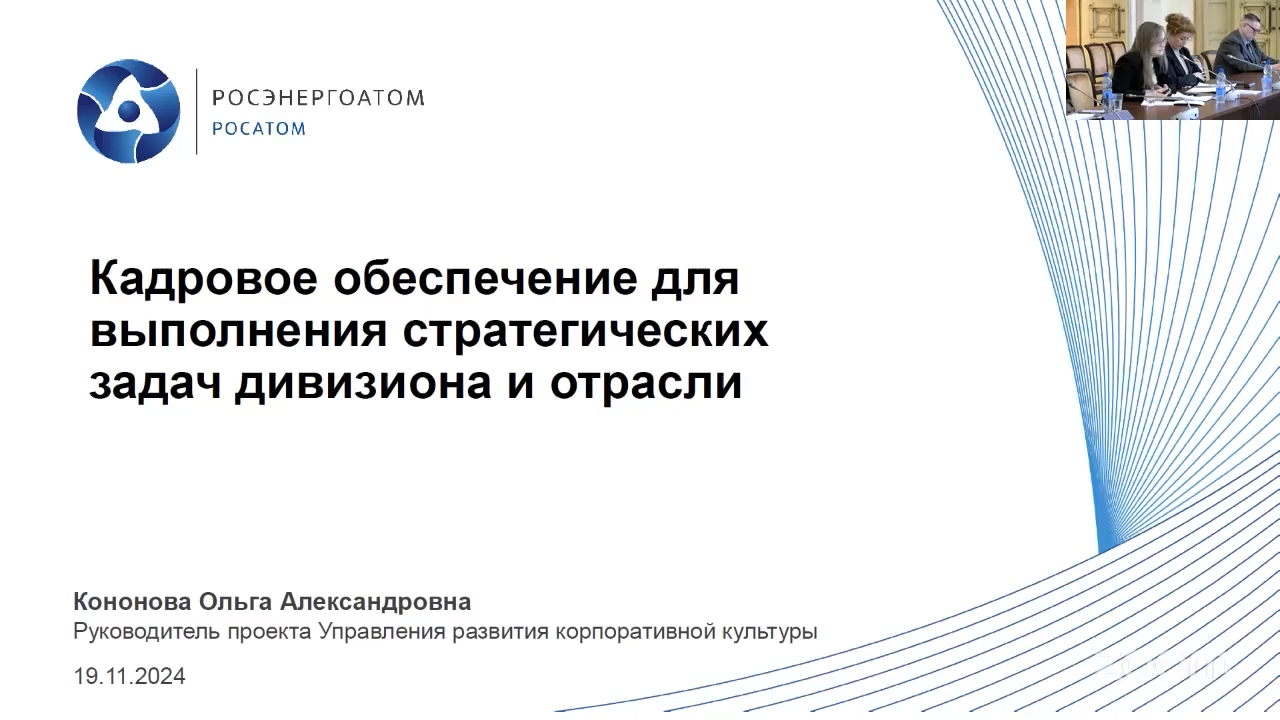 РОСЭНЕРГОАТОМ
РОСАТОМ
Кадровое обеспечение для
выполнения стратегических
задач дивизиона и отрасли
Кононова Ольга Александровна
Руководитель проекта Управления развития корпоративной культуры
19.11.2024